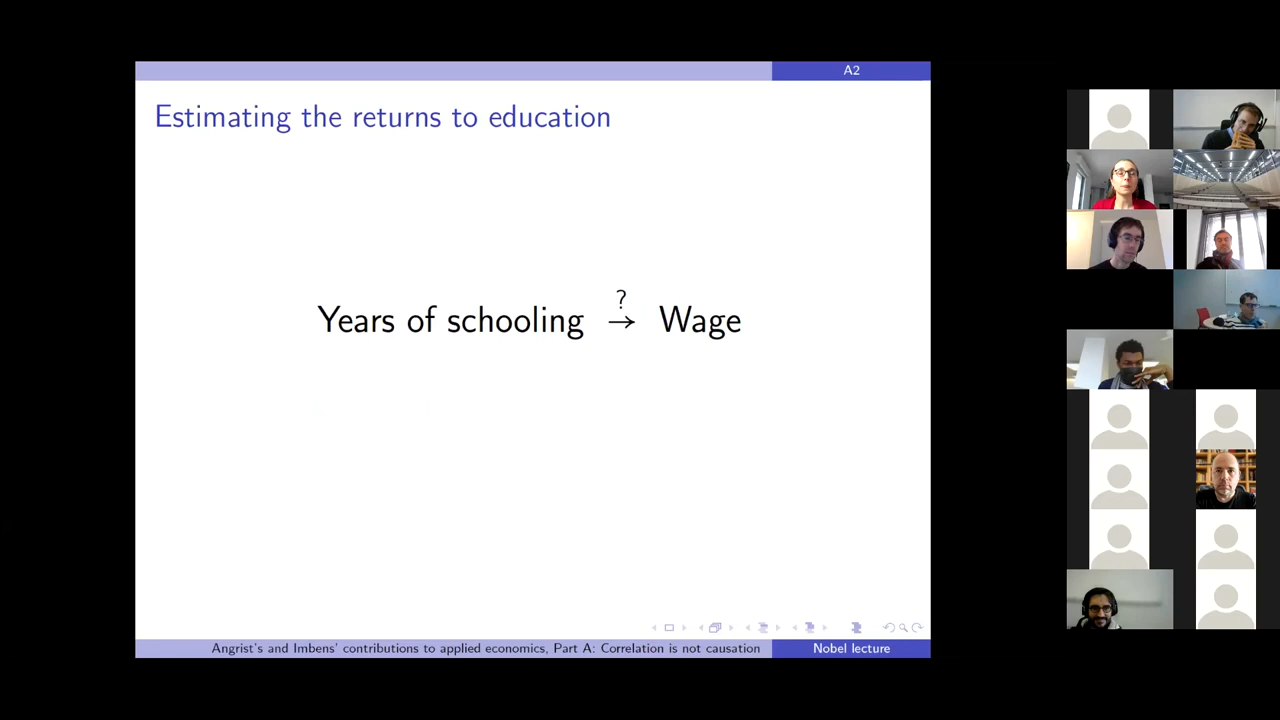 A2
Estimating the returns to education
?
Years of schooling → Wage
Angrist's and Imbens' contributions to applied economics, Part A: Correlation is not causation
Nobel lecture